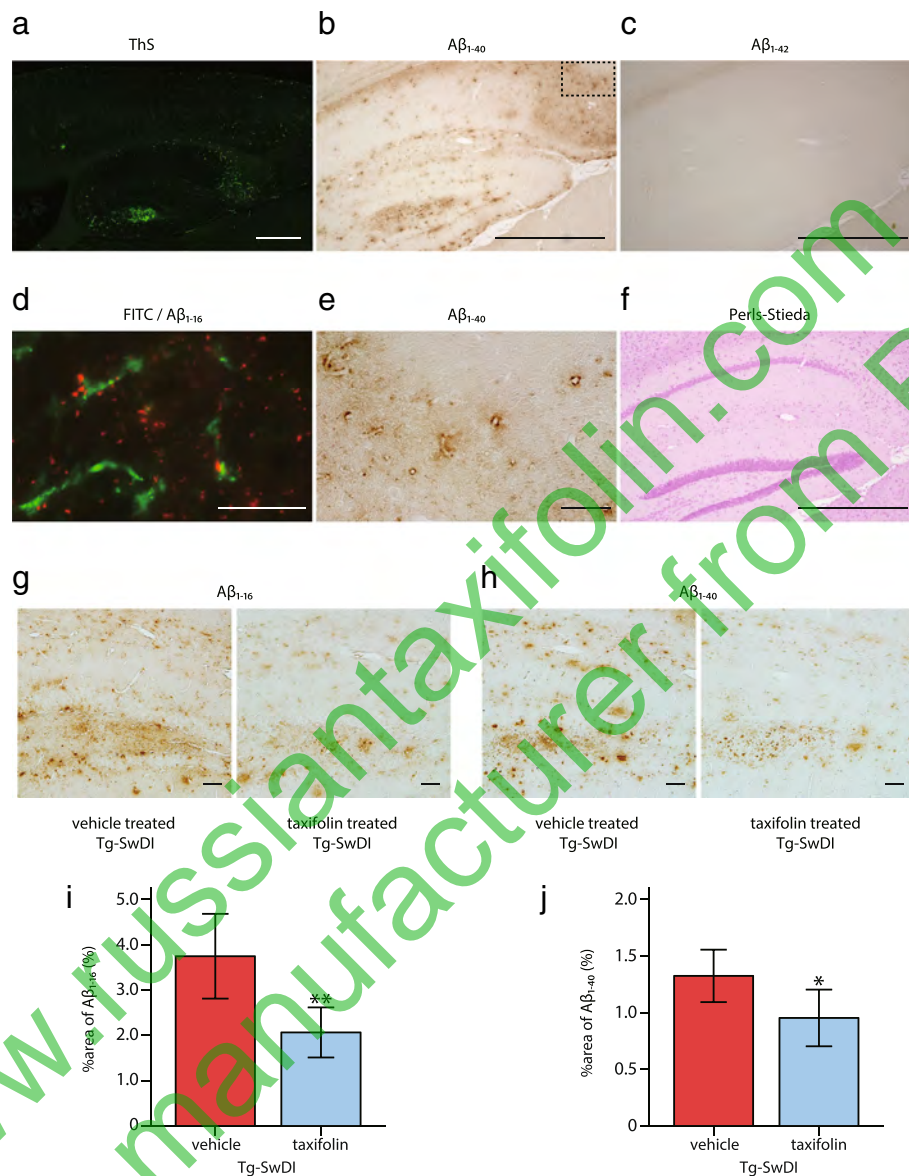 a
ThS
b
Aβ1-40
c
Aβ1-42
d
FITC / Aβ1-16
e
Aβ1-40
f
Perls-Stieda
g
Aβ1-16
h
Aβ1-40
vehicle treated
Tg-SwDI
taxifolin treated
Tg-SwDI
vehicle treated
Tg-SwDI
taxifolin treated
Tg-SwDI
i
%area of Aβ1-16 (%)
5.0
4.0
3.0
2.0
1.0
0
**
vehicle
taxifolin
Tg-SwDI
j
%area of Aβ1-40 (%)
2.0
1.5
1.0
0.5
0
*
vehicle
taxifolin
Tg-SwDI
w.russiantaxifolin.com
manufacturer from